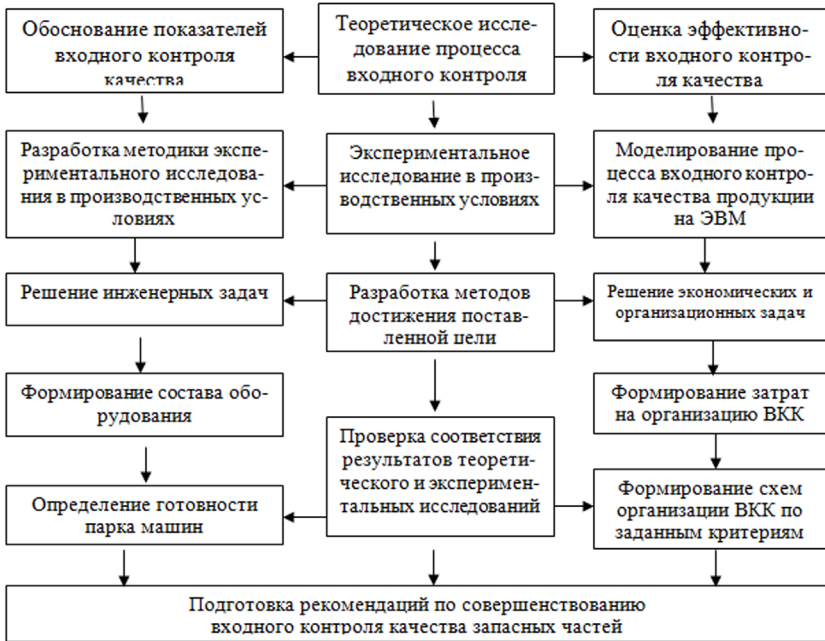 Обоснование показателей
входного контроля
качества
Теоретическое иссле-
дование процесса
входного контроля
Оценка эффективно-
сти входного контро-
ля качества
Разработка методики экспе-
риментального исследова-
ния в производственных ус-
ловиях
Экспериментальное
исследование в произ-
водственных условиях
Моделирование про-
цесса входного контро-
ля качества продукции
на ЭВМ
Решение инженерных задач
Разработка методов
достижения постав-
ленной цели
Решение экономических и
организационных задач
Формирование состава обо-
рудования
Формирование затрат
на организацию ВКК
Проверка соответствия
результатов теорети-
ческого и эксперимен-
тальных исследований
Определение готовности
парка машин
Формирование схем
организации ВКК по
заданным критериям
Подготовка рекомендаций по совершенствованию
входного контроля качества запасных частей